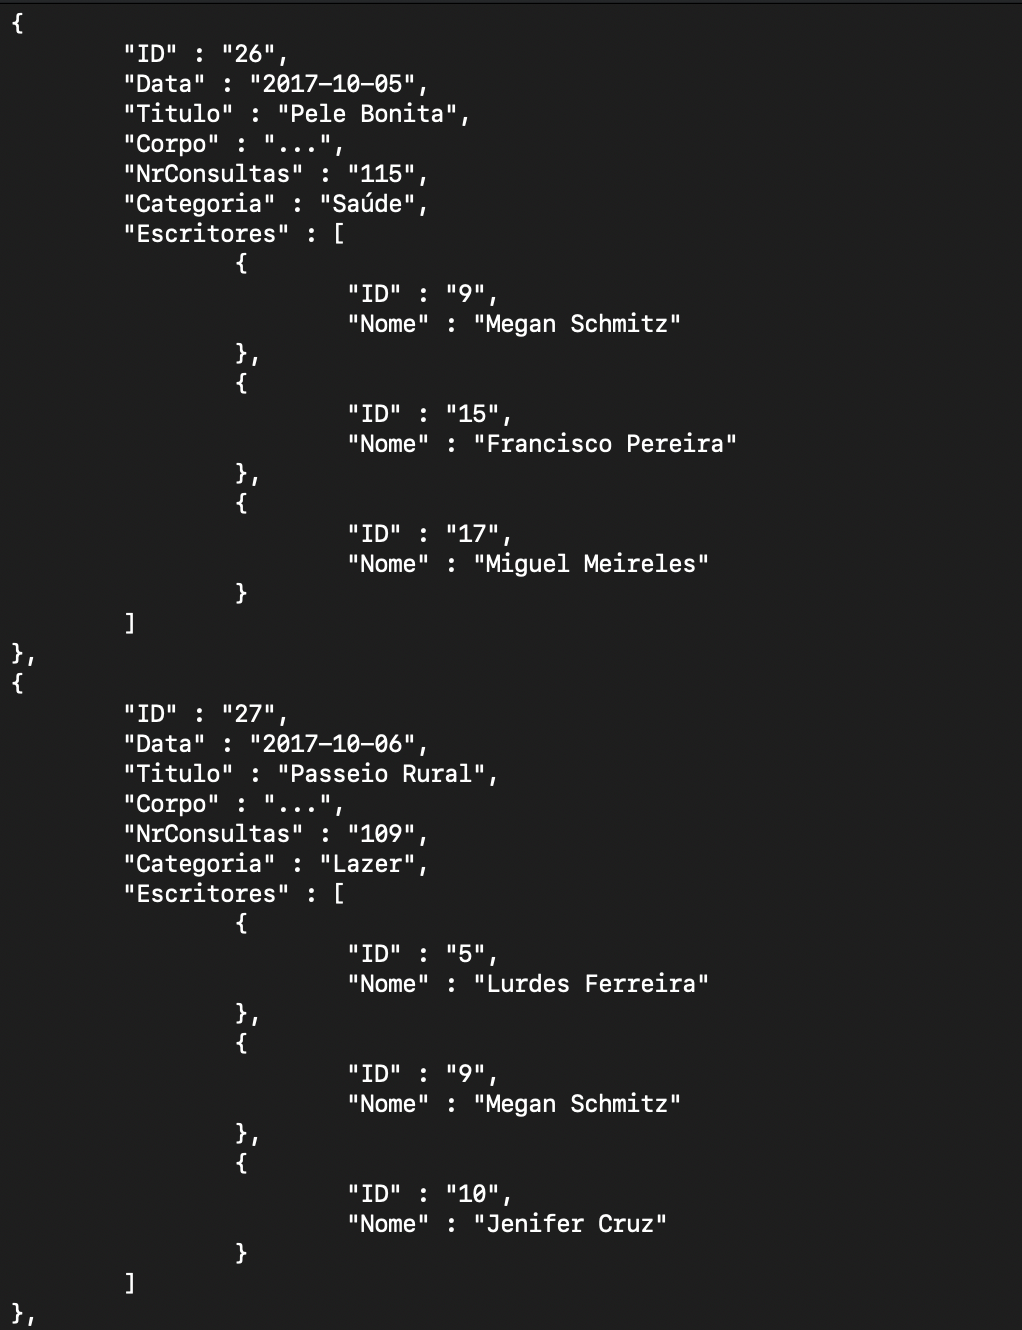 {
"ID" : "26",
"Data" : "2017-10-05",
"Titulo" : "Pele Bonita",
"Corpo" : "...",
"NrConsultas" : "115",
"Categoria" : "Saúde",
"Escritores" : [
{
"ID" : "9",
"Nome" : "Megan Schmitz"
},
{
"ID" : "15",
"Nome" : "Francisco Pereira"
},
{
"ID" : "17",
"Nome" : "Miguel Meireles"
}
]
},
{
"ID" : "27",
"Data" : "2017-10-06",
"Titulo" : "Passeio Rural",
"Corpo" : "...",
"NrConsultas" : "109",
"Categoria" : "Lazer",
"Escritores" : [
{
"ID" : "5",
"Nome" : "Lurdes Ferreira"
},
{
"ID" : "9",
"Nome" : "Megan Schmitz"
},
{
"ID" : "10",
"Nome" : "Jenifer Cruz"
}
]
},